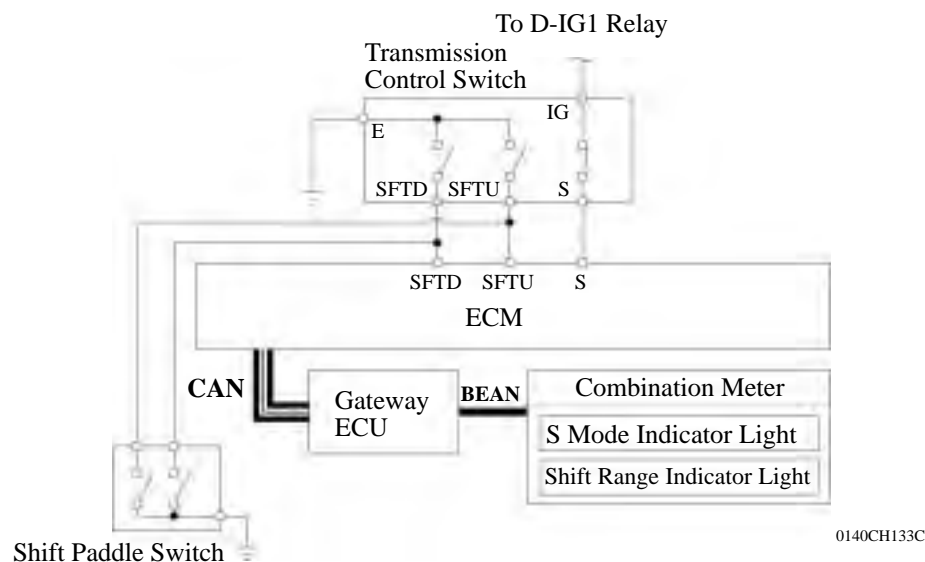 To D-IG1 Relay
Transmission
Control Switch
IG
E
SFTD
SFTU
S
SFTD
SFTU
S
ECM
CAN
Gateway
ECU
BEAN
Combination Meter
S Mode Indicator Light
Shift Range Indicator Light
Shift Paddle Switch
0140CH133C